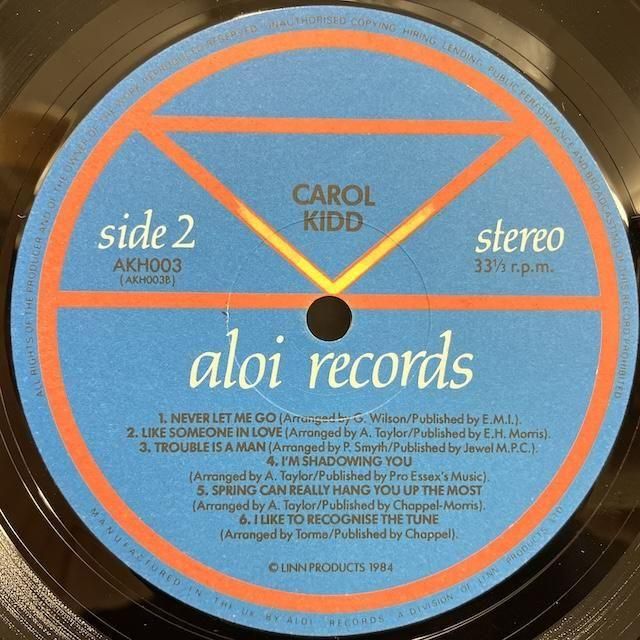 ALL RIGHTS OF THE PRODUCER AND OF THE OWNER OF THE WORK REPRODUCED RESERVED. UNAUTHORISED COPYING, HIRING, LENDING, PUBLIC PERFORMANCE AND BROADCASTING OF THIS RECORD PROHIBITED
CAROL
KIDD
side 2
stereo
AKH003
33⅓ r.p.m.
(AKH003B)
aloi records
1. NEVER LET ME GO (Arranged by G. Wilson/Published by E.M.I.).
2. LIKE SOMEONE IN LOVE (Arranged by A. Taylor/Published by E.H. Morris).
3. TROUBLE IS A MAN (Arranged by P. Smyth/Published by Jewel M.P.C.).
4. I'M SHADOWING YOU
(Arranged by A. Taylor/Published by Pro Essex's Music).
5. SPRING CAN REALLY HANG YOU UP THE MOST
(Arranged by A. Taylor/Published by Chappel-Morris).
6. I LIKE TO RECOGNISE THE TUNE
(Arranged by Torme/Published by Chappel).
© LINN PRODUCTS 1984
MANUFACTURED IN THE UK BY ALOI RECORDS. A DIVISION OF LINN PRODUCTS LTD